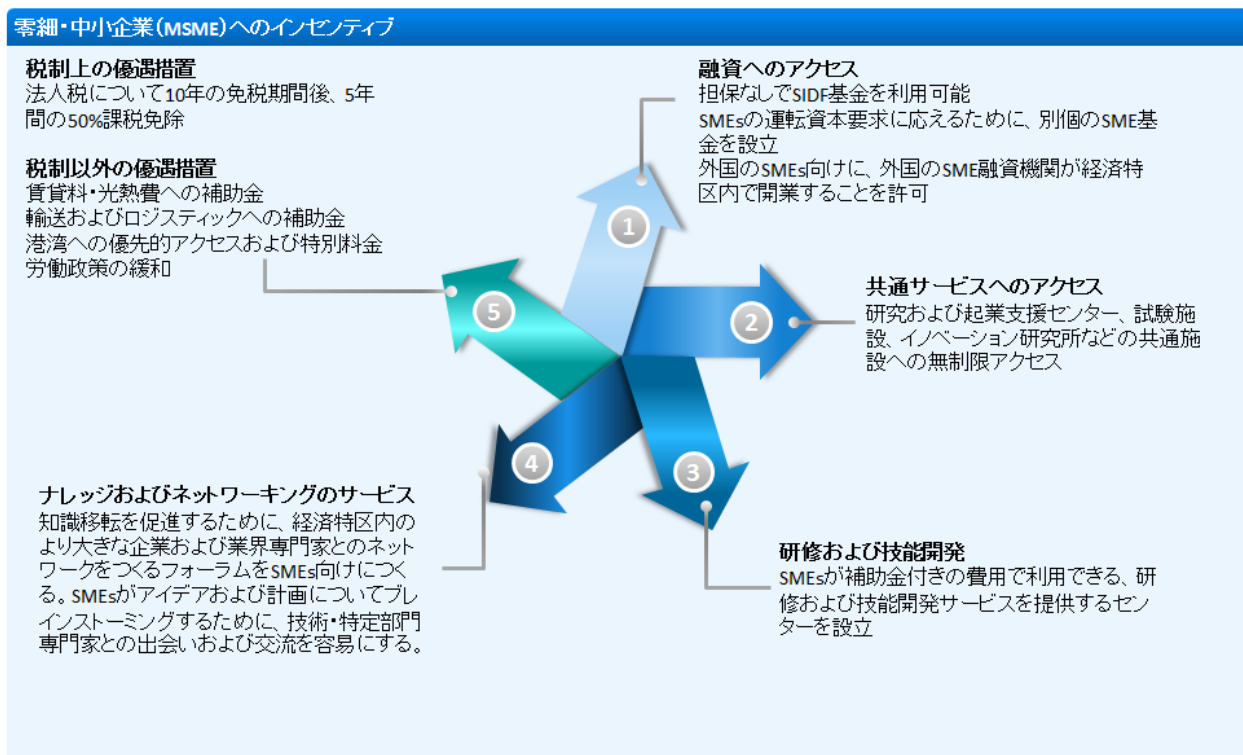 零細・中小企業(MSME)へのインセンティブ
税制上の優遇措置
法人税について10年の免税期間後、5年
間の50%課税免除
税制以外の優遇措置
賃貸料・光熱費への補助金
輸送およびロジスティックへの補助金
港湾への優先的アクセスおよび特別料金
労働政策の緩和
融資へのアクセス
担保なしでSIDF基金を利用可能
SMEsの運転資本要求に応えるために、別個のSME基
金を設立
外国のSMEs向けに、外国のSME融資機関が経済特
区内で開業することを許可
1
共通サービスへのアクセス
研究および起業支援センター、試験施
設、イノベーション研究所などの共通施
設への無制限アクセス
2
5
4
3
ナレッジおよびネットワーキングのサービス
知識移転を促進するために、経済特区内の
より大きな企業および業界専門家とのネット
ワークをつくるフォーラムをSMEs向けにつく
る。SMEsがアイデアおよび計画についてブレ
インストーミングするために、技術・特定部門
専門家との出会いおよび交流を容易にする。
研修および技能開発
SMEsが補助金付きの費用で利用できる、研
修および技能開発サービスを提供するセン
ターを設立